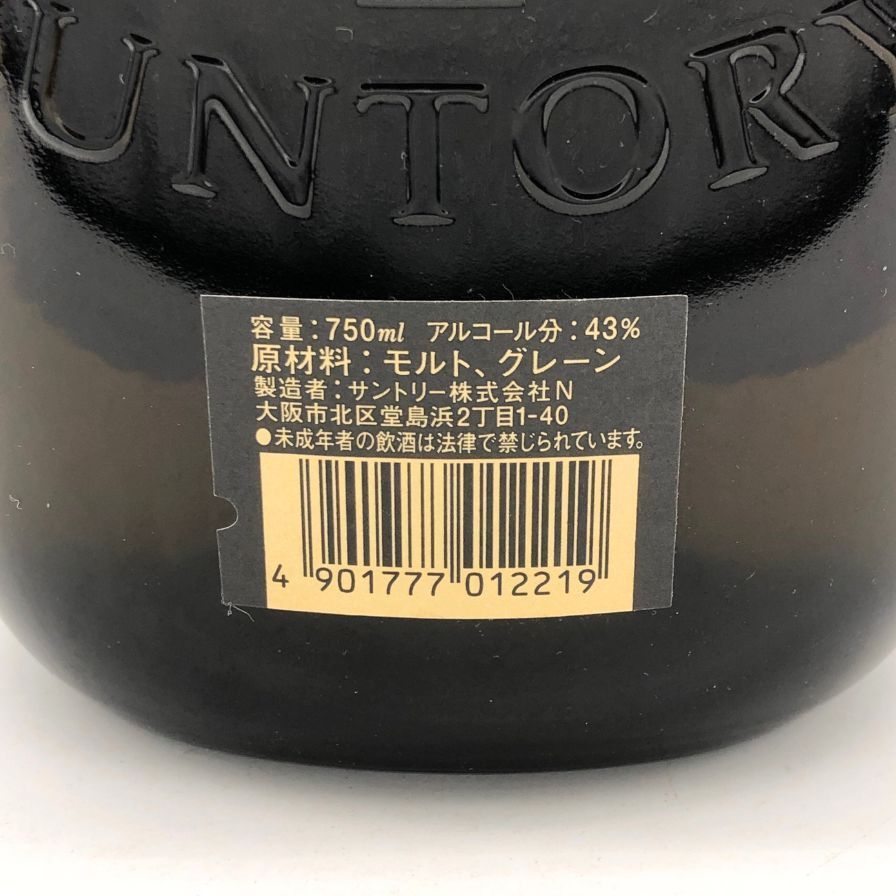 SUNTORY
容量：750ml アルコール分：43%
原材料：モルト、グレーン
製造者：サントリー株式会社N
大阪市北区堂島浜2丁目1-40
●未成年者の飲酒は法律で禁じられています。
4 901777 012219